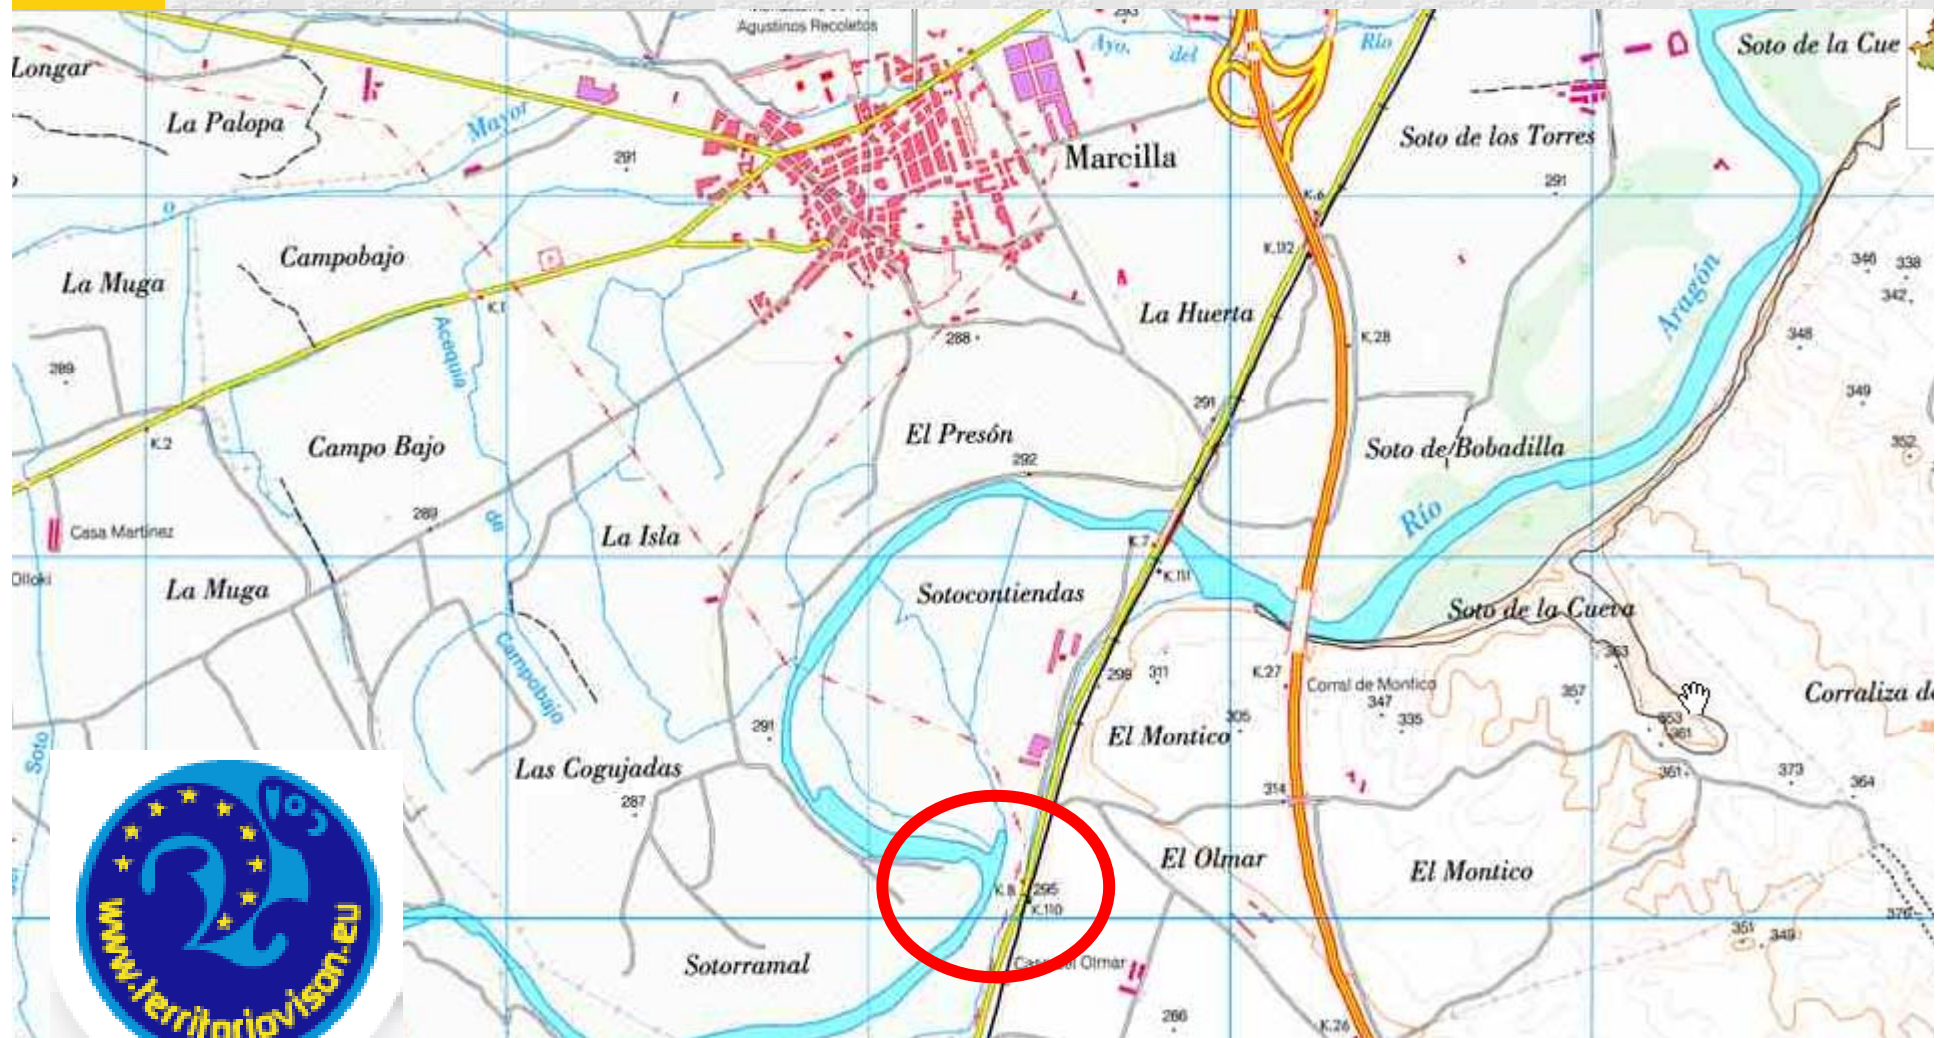 Agustinos Recoletos
293
Soto de la Cue
Ayo.
del
Río
Longar
La Palopa
Mayor
291
Marcilla
Soto de los Torres
291
K.6
K.112
La Muga
Campobajo
K.1
La Huerta
Aragón
346
338
342
348
Acequia
288
K.28
289
349
291
K.2
Campo Bajo
El Presón
292
Soto de Bobadilla
352
Río
289
de
Casa Martínez
La Isla
K.7
K.111
Olloki
La Muga
Sotocontiendas
Soto de la Cueva
Campobajo
363
298
311
K.27
Corral de Montico
347
335
357
Corraliza de
353
361
305
291
El Montico
Soto
Las Cogujadas
287
314
361
373
364
El Olmar
El Montico
K.8
295
K.110
376
351
349
Sotorramal
Casa del Olmar
266
K.26
www.territoriovison.eu